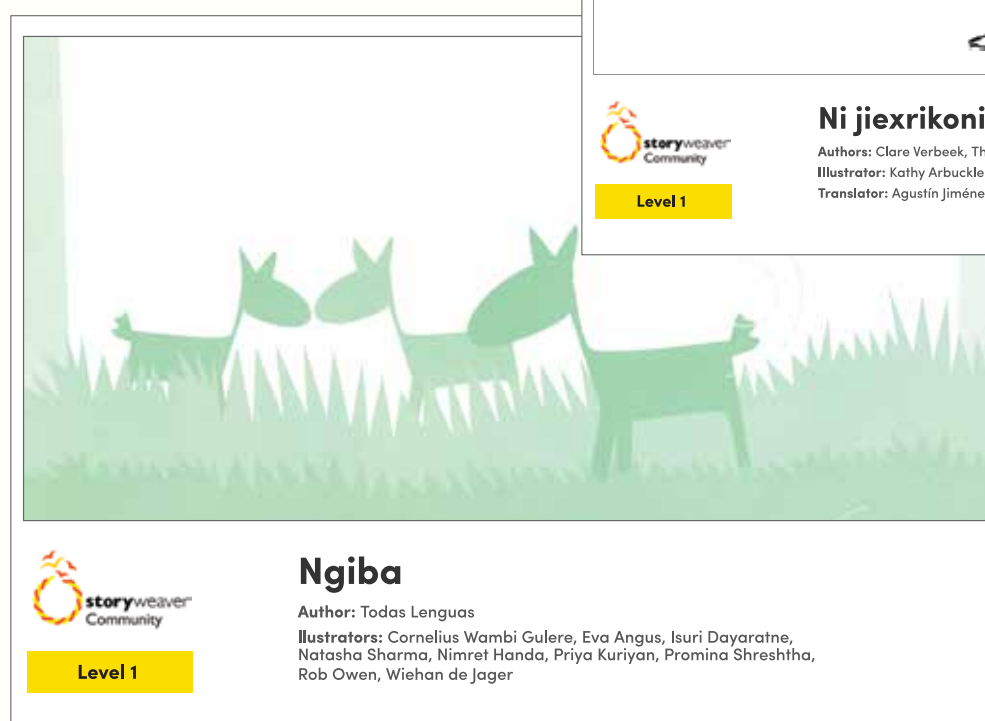 storyweaver
Community
Level 1
Ni jiexrikoni
Authors: Clare Verbeek,
Illustrator: Kathy Arbuckle
Translator: Agustín
storyweaver
Community
Level 1
Ngiba
Author: Todas Lenguas
Illustrators: Cornelius Wambi Gulere, Eva Angus, Isuri Dayaratne,
Natasha Sharma, Nimret Handa, Priya Kuriyan, Promina Shreshtha,
Rob Owen, Wiehan de Jager